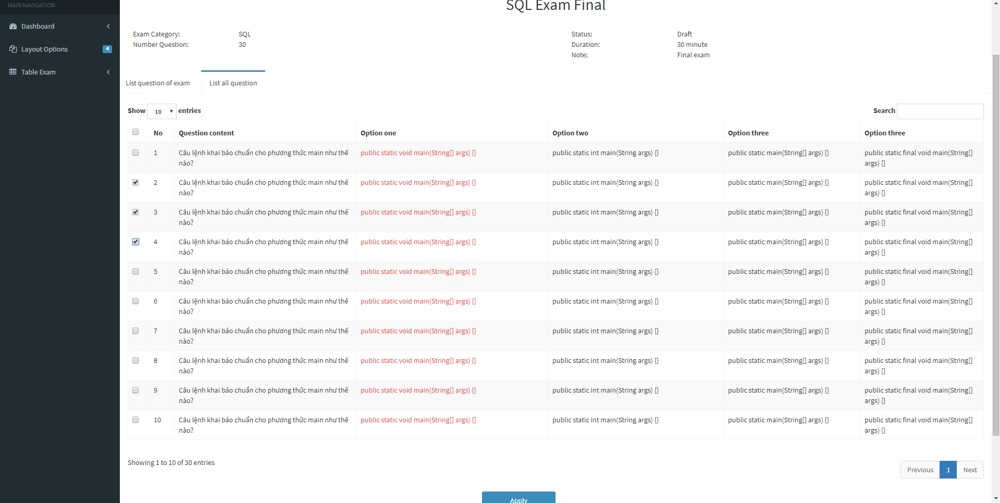 MAIN NAVIGATION
Dashboard
Layout Options 4
Table Exam
SQL Exam Final
Exam Category: SQL Status: Draft
Number Question: 30 Duration: 30 minute
Note: Final exam
List question of exam List all question
Show 10 entries Search
No Question content Option one Option two Option three Option three
1 Câu lệnh khai báo chuẩn cho phương thức main như thế public static void main(String[] args) {} public static int main(String args) {} public static main(String[] args) {} public static final void main(String[]
nào? args) {}
2 Câu lệnh khai báo chuẩn cho phương thức main như thế public static void main(String[] args) {} public static int main(String args) {} public static main(String[] args) {} public static final void main(String[]
nào? args) {}
3 Câu lệnh khai báo chuẩn cho phương thức main như thế public static void main(String[] args) {} public static int main(String args) {} public static main(String[] args) {} public static final void main(String[]
nào? args) {}
4 Câu lệnh khai báo chuẩn cho phương thức main như thế public static void main(String[] args) {} public static int main(String args) {} public static main(String[] args) {} public static final void main(String[]
nào? args) {}
5 Câu lệnh khai báo chuẩn cho phương thức main như thế public static void main(String[] args) {} public static int main(String args) {} public static main(String[] args) {} public static final void main(String[]
nào? args) {}
6 Câu lệnh khai báo chuẩn cho phương thức main như thế public static void main(String[] args) {} public static int main(String args) {} public static main(String[] args) {} public static final void main(String[]
nào? args) {}
7 Câu lệnh khai báo chuẩn cho phương thức main như thế public static void main(String[] args) {} public static int main(String args) {} public static main(String[] args) {} public static final void main(String[]
nào? args) {}
8 Câu lệnh khai báo chuẩn cho phương thức main như thế public static void main(String[] args) {} public static int main(String args) {} public static main(String[] args) {} public static final void main(String[]
nào? args) {}
9 Câu lệnh khai báo chuẩn cho phương thức main như thế public static void main(String[] args) {} public static int main(String args) {} public static main(String[] args) {} public static final void main(String[]
nào? args) {}
10 Câu lệnh khai báo chuẩn cho phương thức main như thế public static void main(String[] args) {} public static int main(String args) {} public static main(String[] args) {} public static final void main(String[]
nào? args) {}
Showing 1 to 10 of 30 entries
Previous 1 Next
Apply